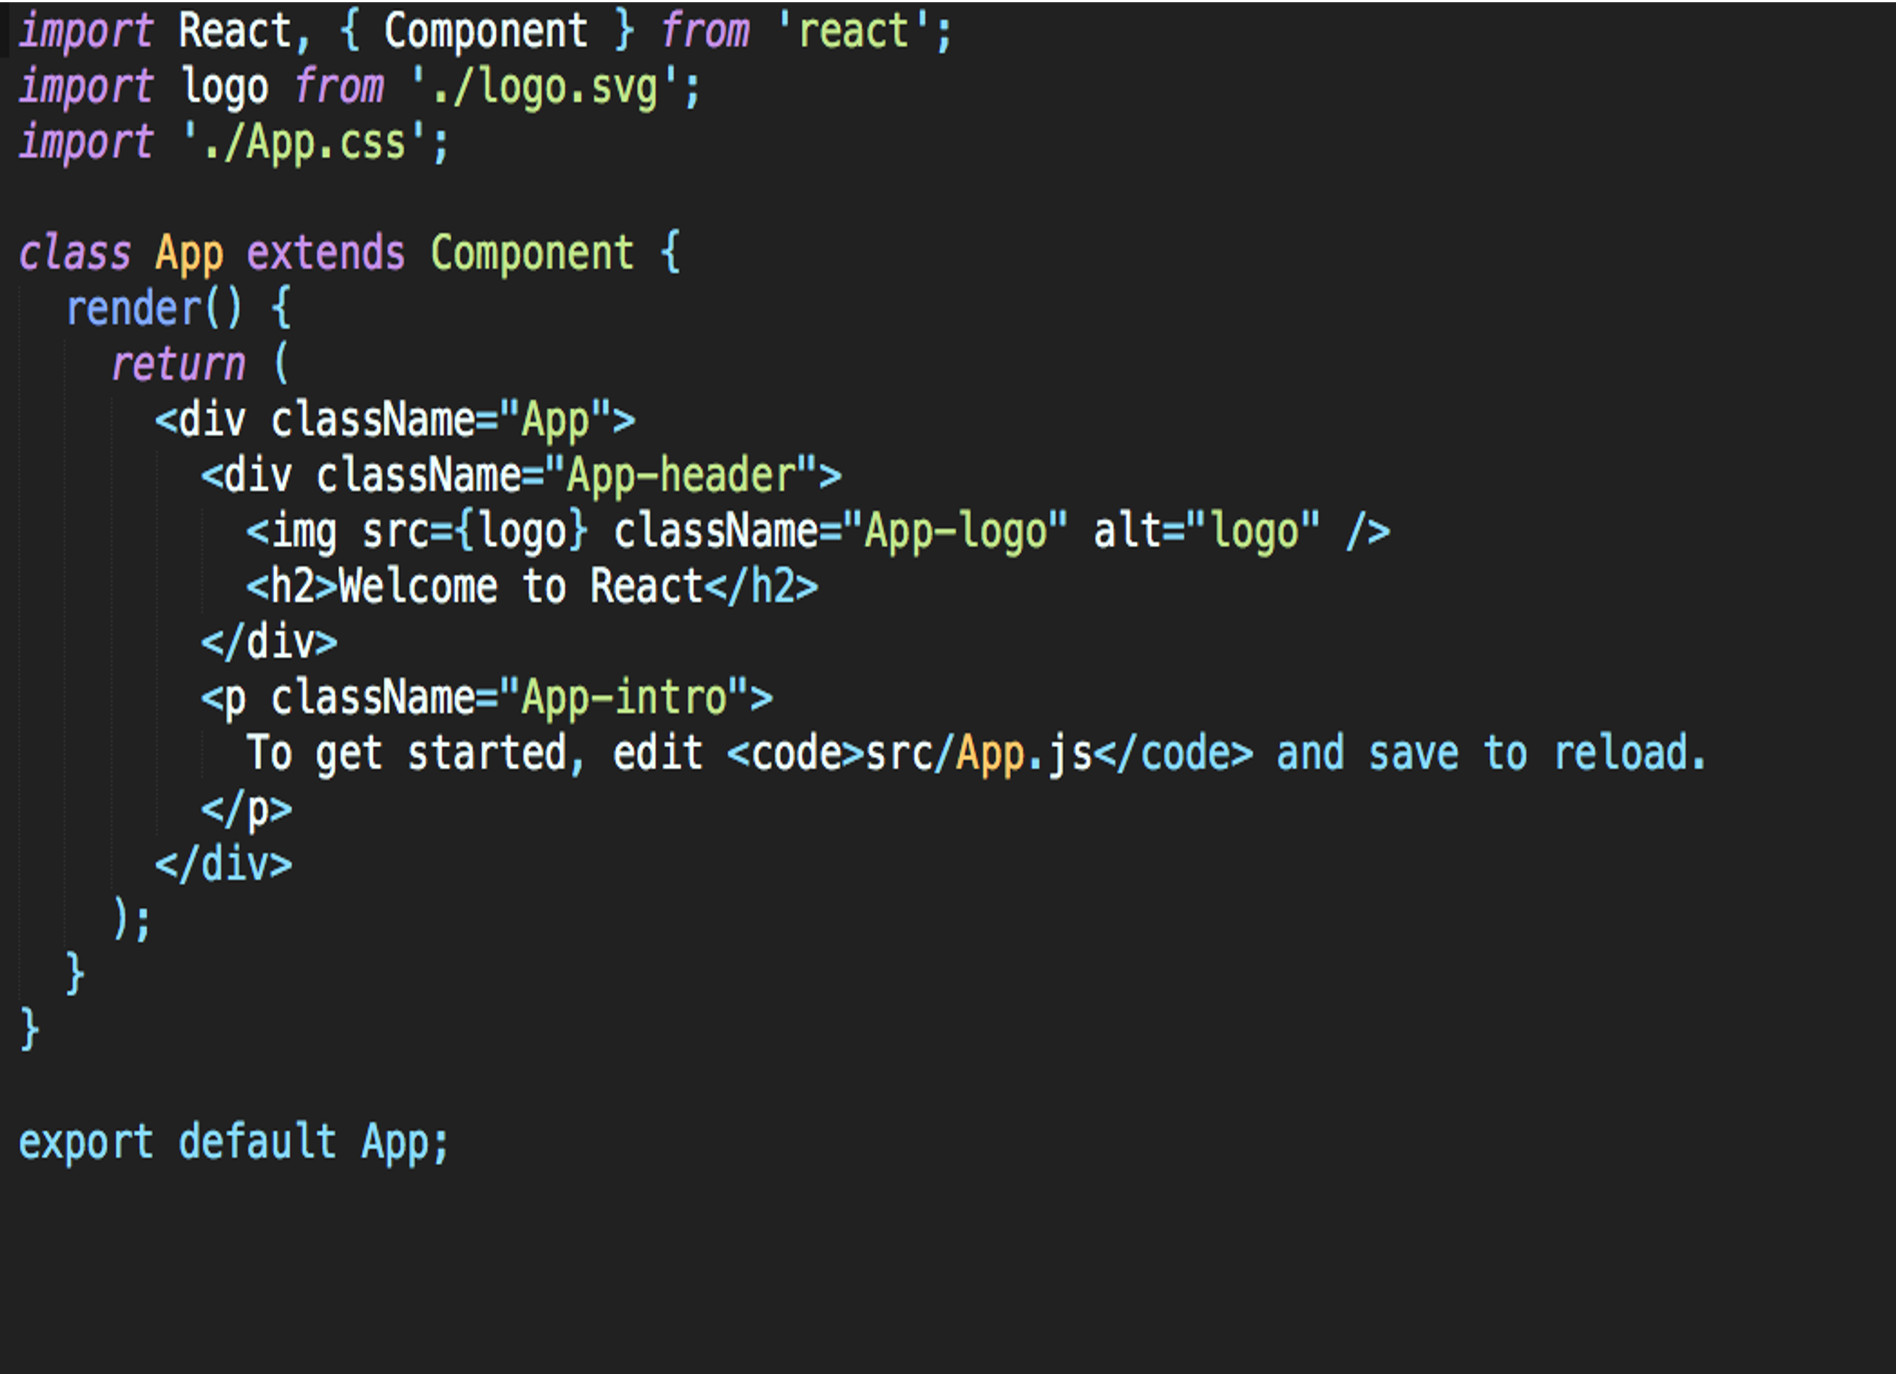 import React, { Component } from 'react';
import logo from './logo.svg';
import './App.css';

class App extends Component {
  render() {
    return (
      <div className="App">
        <div className="App-header">
          <img src={logo} className="App-logo" alt="logo" />
          <h2>Welcome to React</h2>
        </div>
        <p className="App-intro">
          To get started, edit <code>src/App.js</code> and save to reload.
        </p>
      </div>
    );
  }
}

export default App;